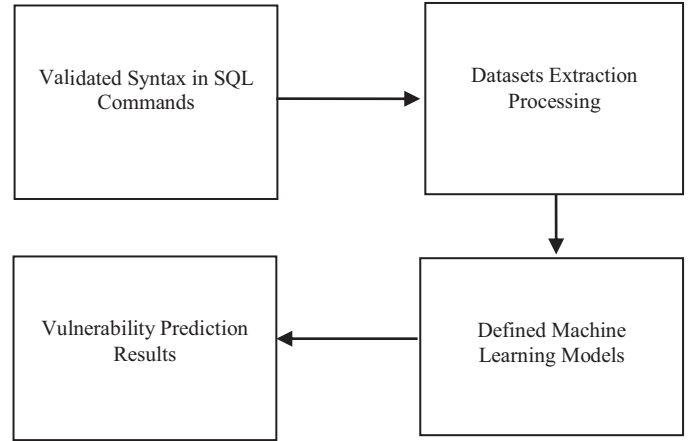 Validated Syntax in SQL
Commands
Datasets Extraction
Processing
Vulnerability Prediction
Results
Defined Machine
Learning Models